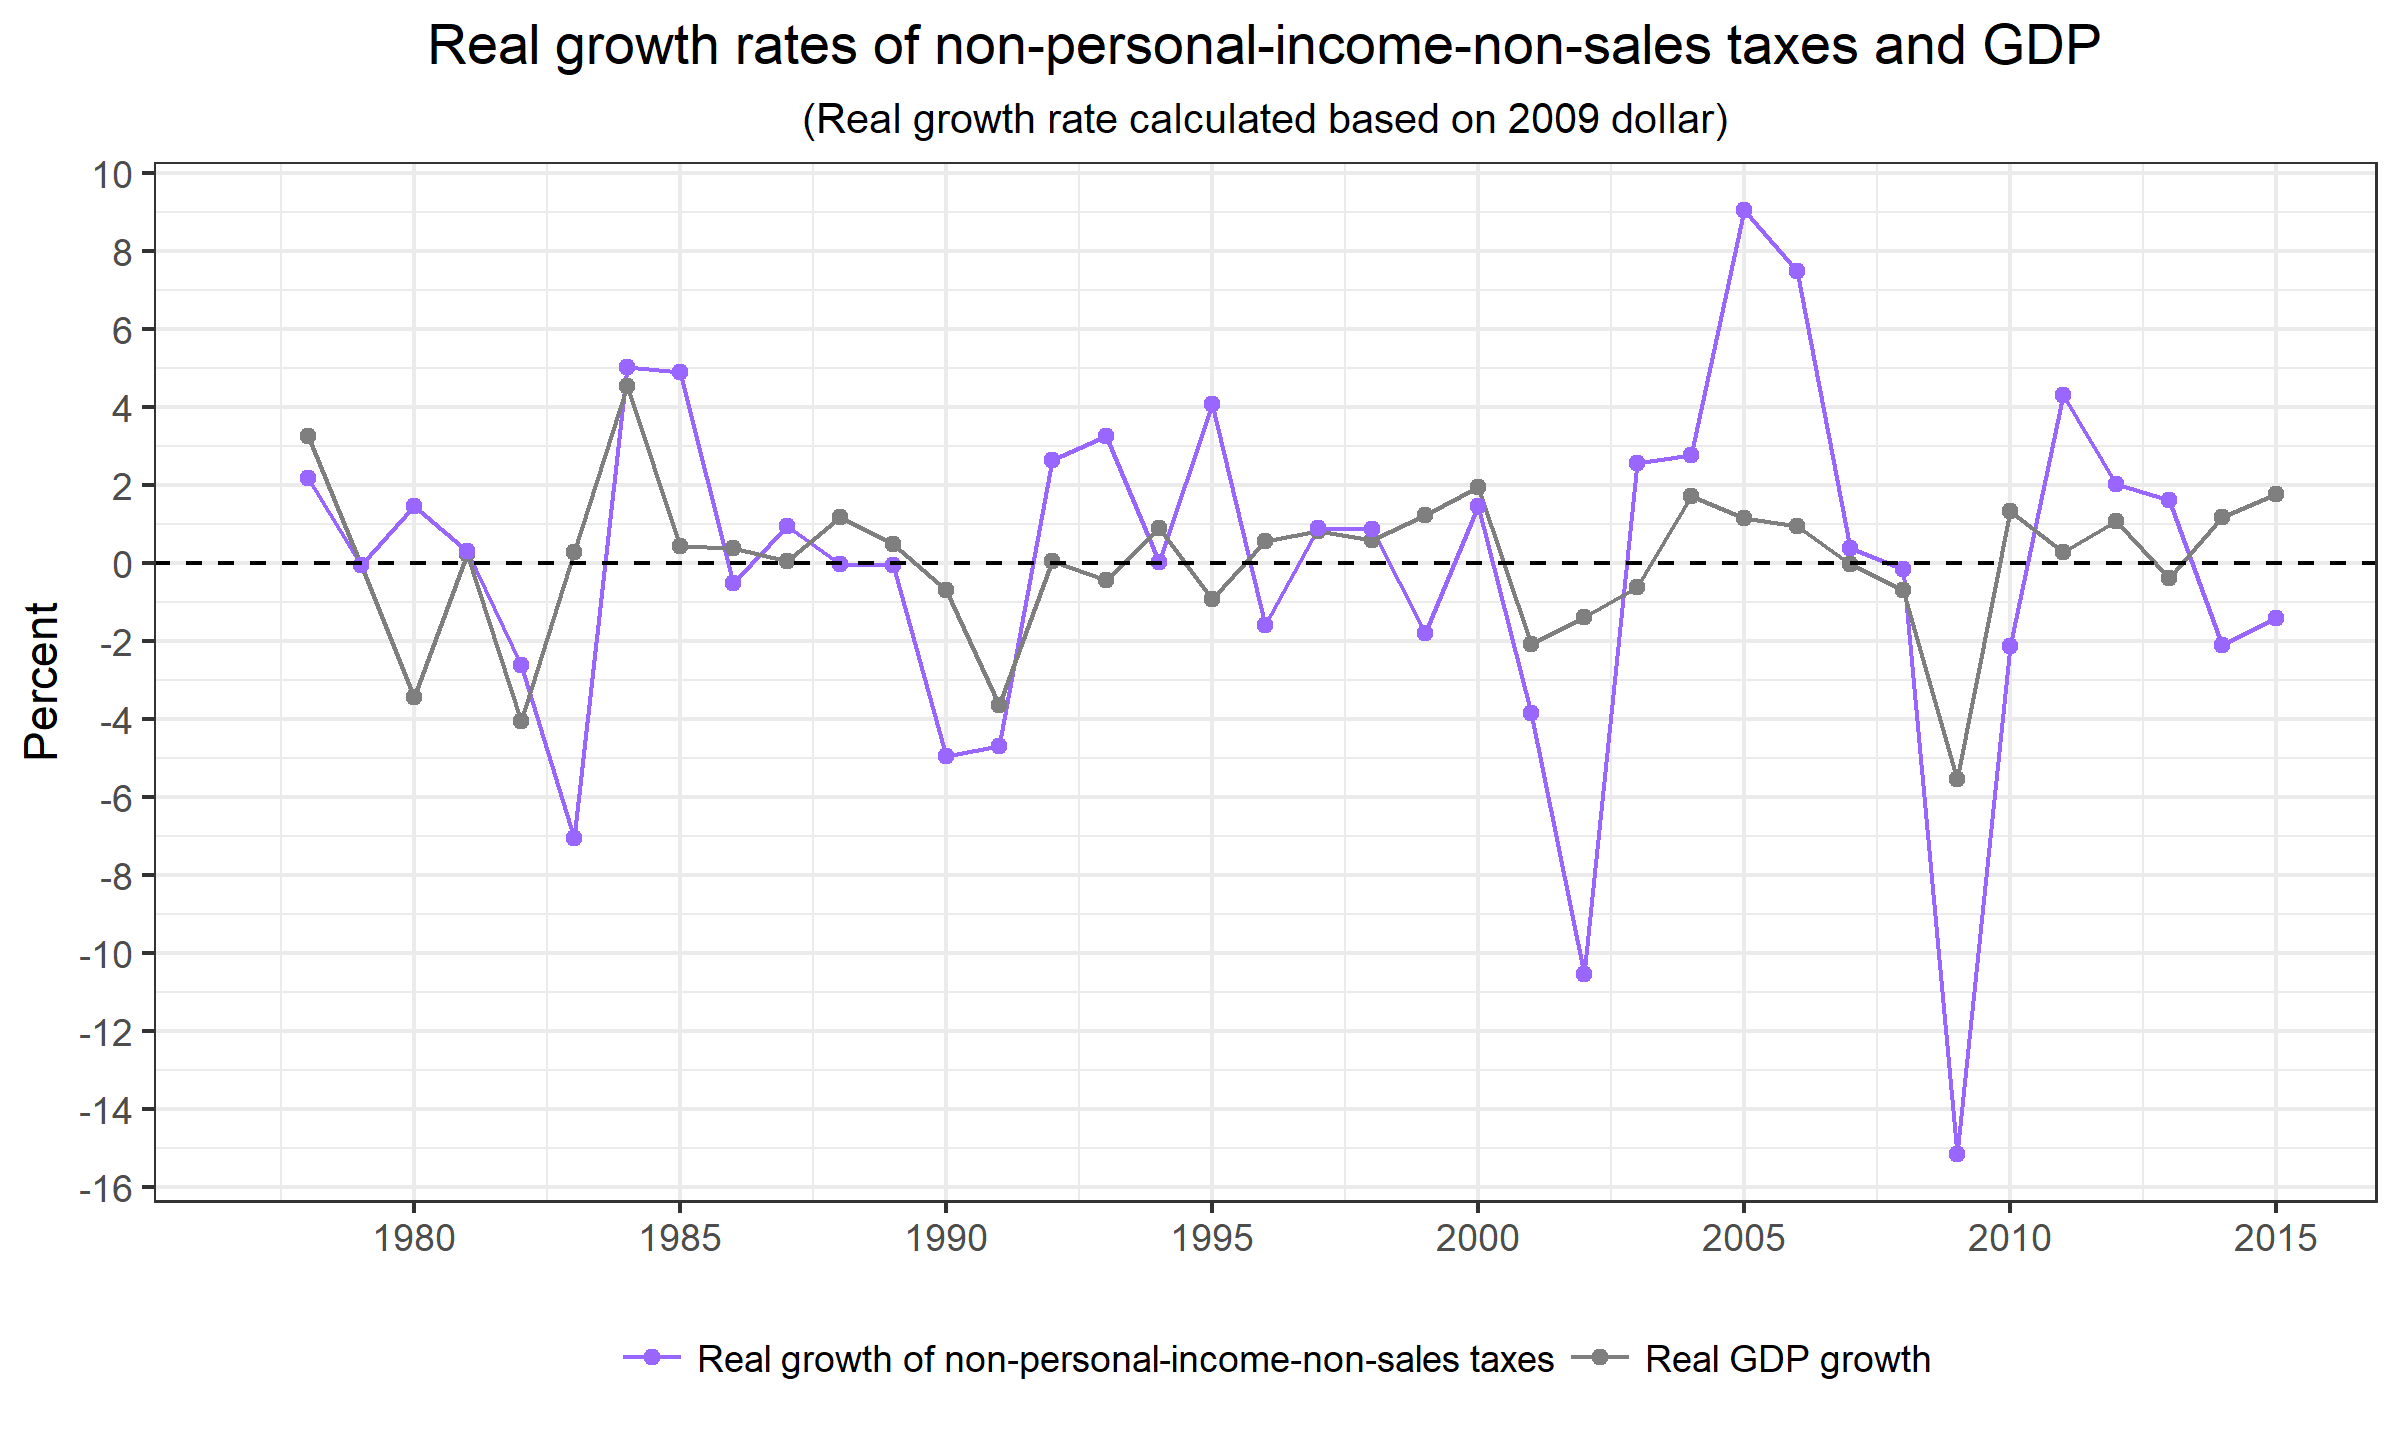 Real growth rates of non-personal-income-non-sales taxes and GDP
(Real growth rate calculated based on 2009 dollar)
10
8
6
4
2
0
-2
-4
-6
-8
-10
-12
-14
-16
Percent
1980 1985 1990 1995 2000 2005 2010 2015
Real growth of non-personal-income-non-sales taxes Real GDP growth